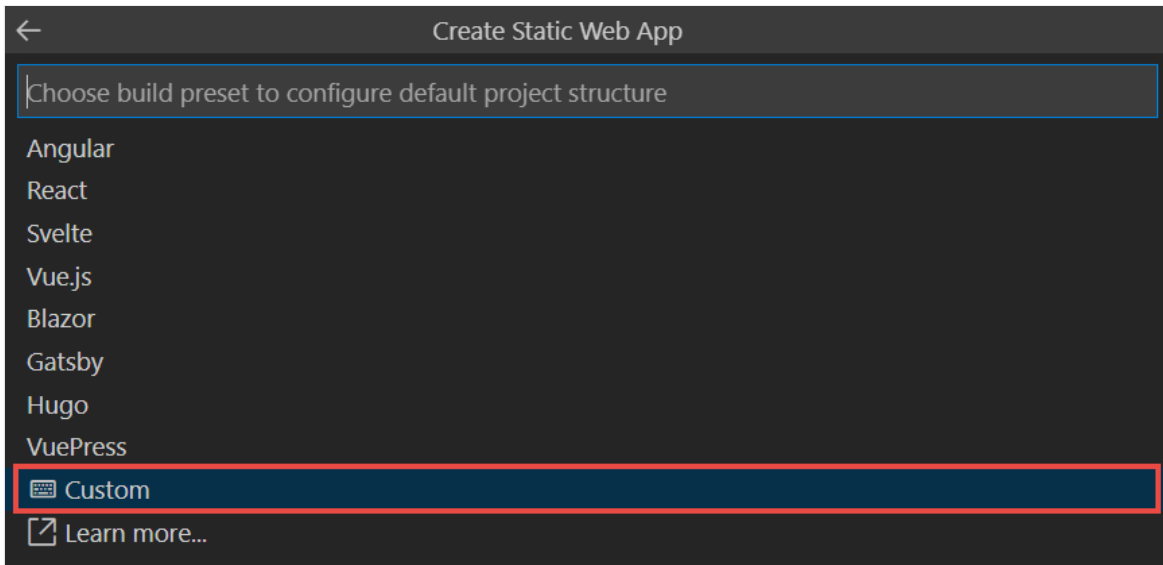 Create Static Web App
Choose build preset to configure default project structure
Angular
React
Svelte
Vue.js
Blazor
Gatsby
Hugo
VuePress
Custom
Learn more...